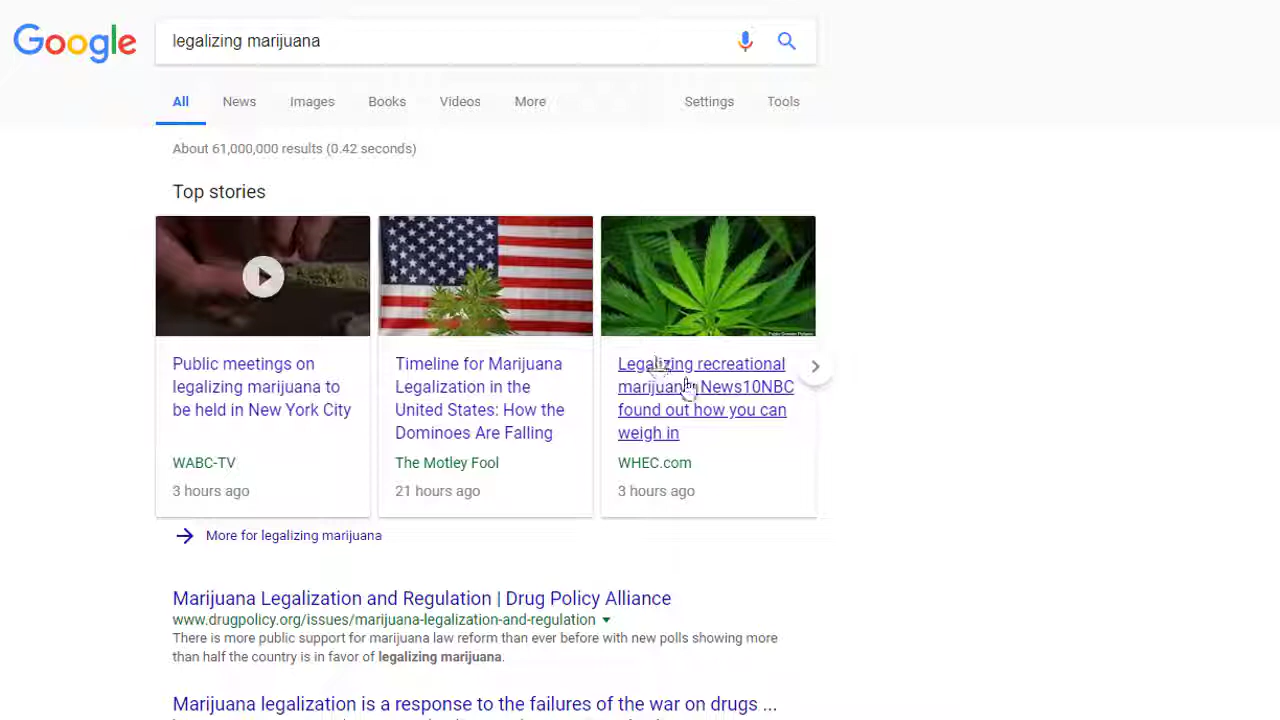 Google
legalizing marijuana
All
News
Images
Books
Videos
More
Settings
Tools
About 61,000,000 results (0.42 seconds)
Top stories
Public meetings on
legalizing marijuana to
be held in New York City
WABC-TV
3 hours ago
Timeline for Marijuana
Legalization in the
United States: How the
Dominoes Are Falling
The Motley Fool
21 hours ago
Legalizing recreational
marijuana: News10NBC
found out how you can
weigh in
WHEC.com
3 hours ago
More for legalizing marijuana
Marijuana Legalization and Regulation | Drug Policy Alliance
www.drugpolicy.org/issues/marijuana-legalization-and-regulation
There is more public support for marijuana law reform than ever before with new polls showing more
than half the country is in favor of legalizing marijuana.
Marijuana legalization is a response to the failures of the war on drugs ...